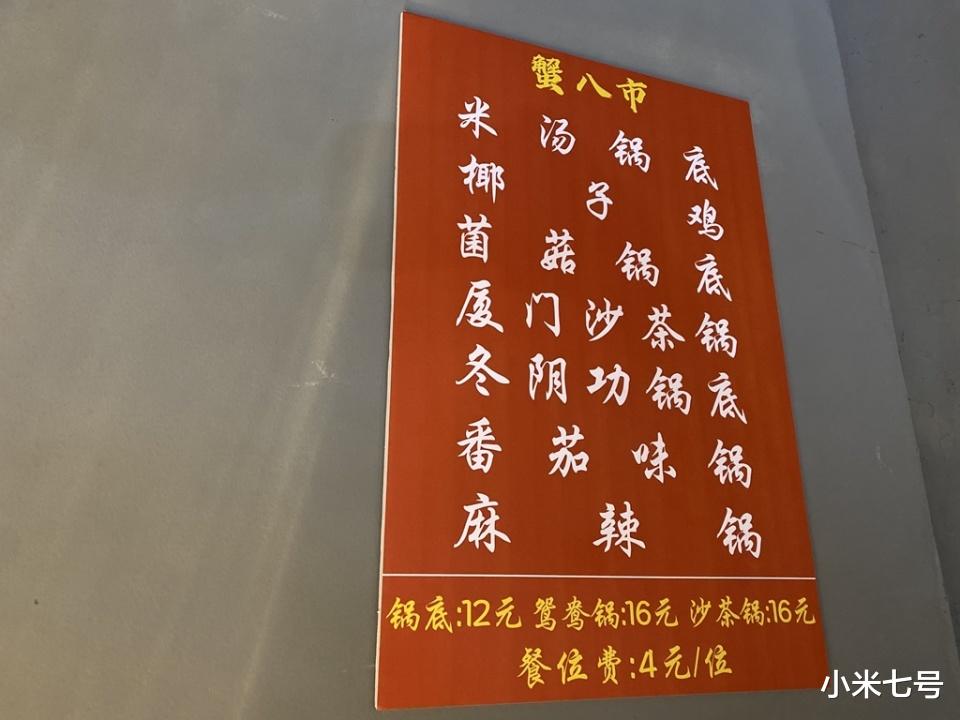 蟹八市
米汤锅底
椰子鸡
菌菇锅底
厦门沙茶锅
冬阴功锅底
番茄味锅
麻辣锅
锅底:12元 鸳鸯锅:16元 沙茶锅:16元
餐位费:4元/位
小米七号